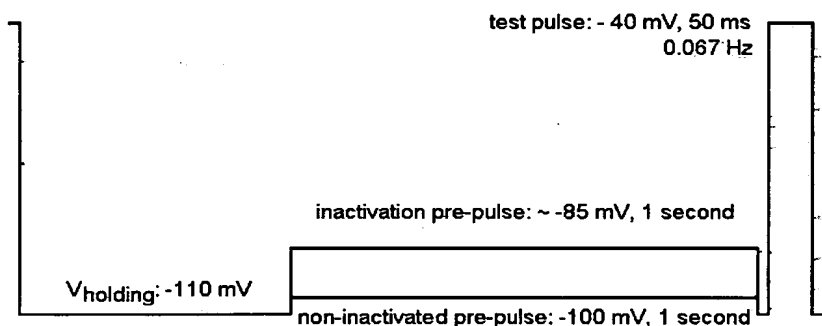 test pulse: - 40 mV, 50 ms
0.067 Hz
inactivation pre-pulse: ~ -85 mV, 1 second
Vholding: -110 mV
non-inactivated pre-pulse: -100 mV, 1 second